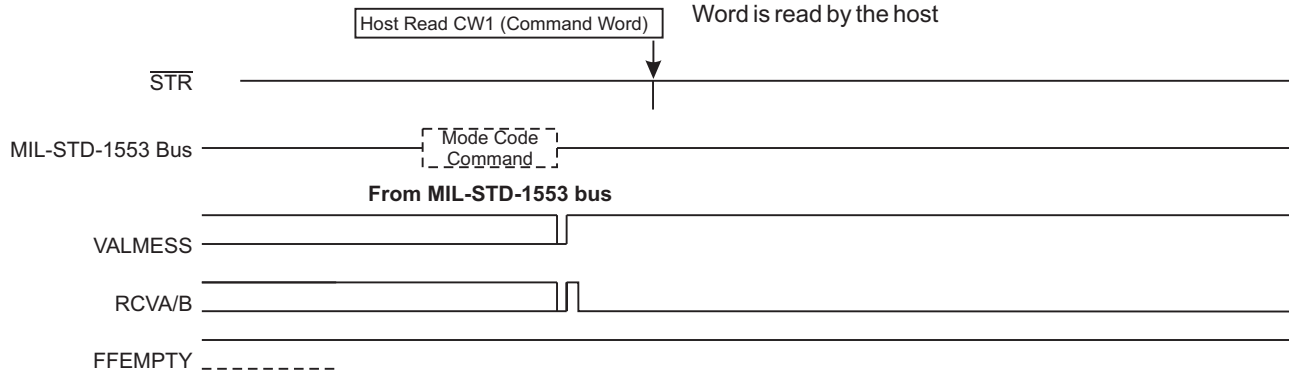 Host Read CW1 (Command Word)
Word is read by the host
STR
MIL-STD-1553 Bus
Mode Code
Command
From MIL-STD-1553 bus
VALMESS
RCVA/B
FFEMPTY